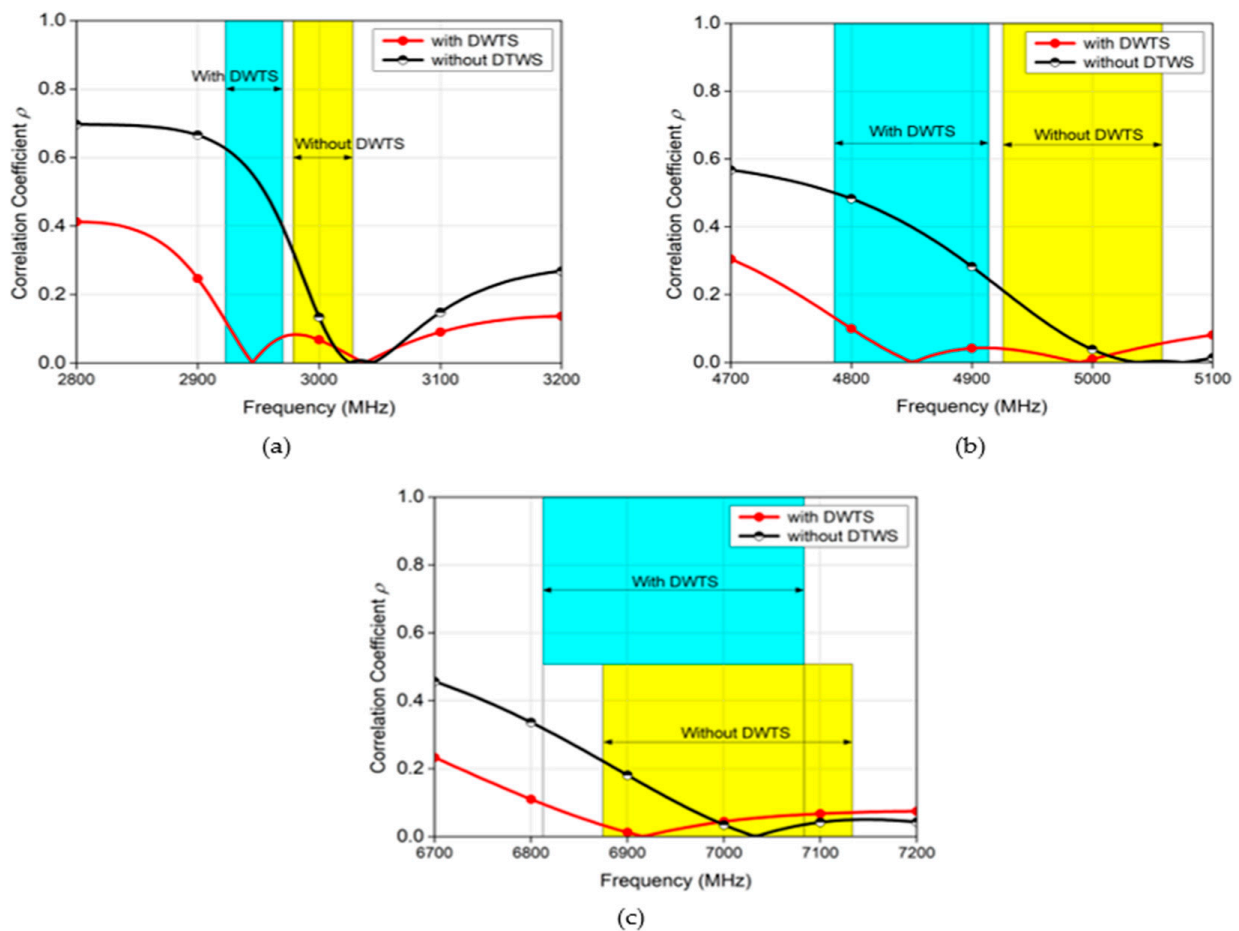 1.0
0.8
0.6
0.4
0.2
0.0
Correlation Coefficient ρ
with DWTS
without DTWS
With DWTS
Without DWTS
2800 2900 3000 3100 3200
Frequency (MHz)
(a)
1.0
0.8
0.6
0.4
0.2
0.0
Correlation Coefficient ρ
with DWTS
without DTWS
With DWTS
Without DWTS
4700 4800 4900 5000 5100
Frequency (MHz)
(b)
1.0
0.8
0.6
0.4
0.2
0.0
Correlation Coefficient ρ
with DWTS
without DTWS
With DWTS
Without DWTS
6700 6800 6900 7000 7100 7200
Frequency (MHz)
(c)